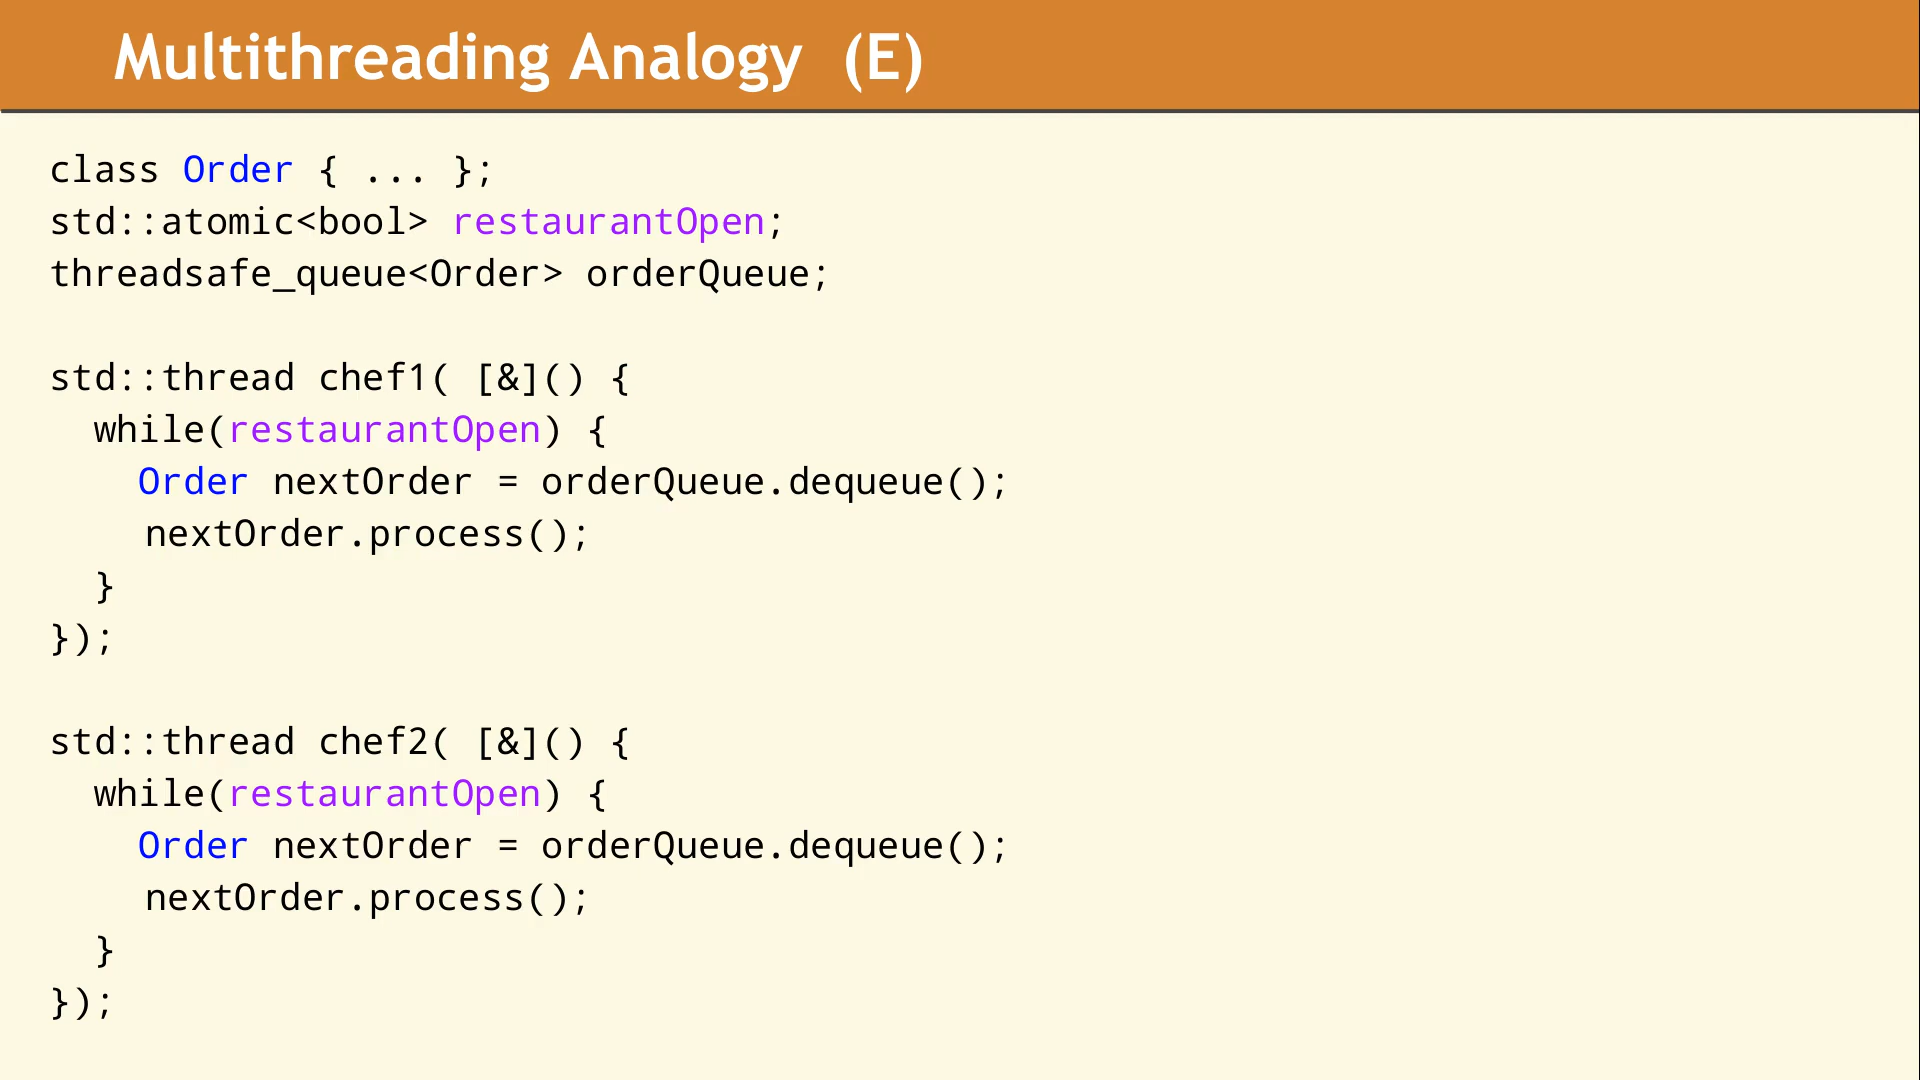 Multithreading Analogy (E)
class Order { ... };
std::atomic<bool> restaurantOpen;
threadsafe_queue<Order> orderQueue;
std::thread chef1( [&]() {
while(restaurantOpen) {
Order nextOrder = orderQueue.dequeue();
nextOrder.process();
}
});
std::thread chef2( [&]() {
while(restaurantOpen) {
Order nextOrder = orderQueue.dequeue();
nextOrder.process();
}
});